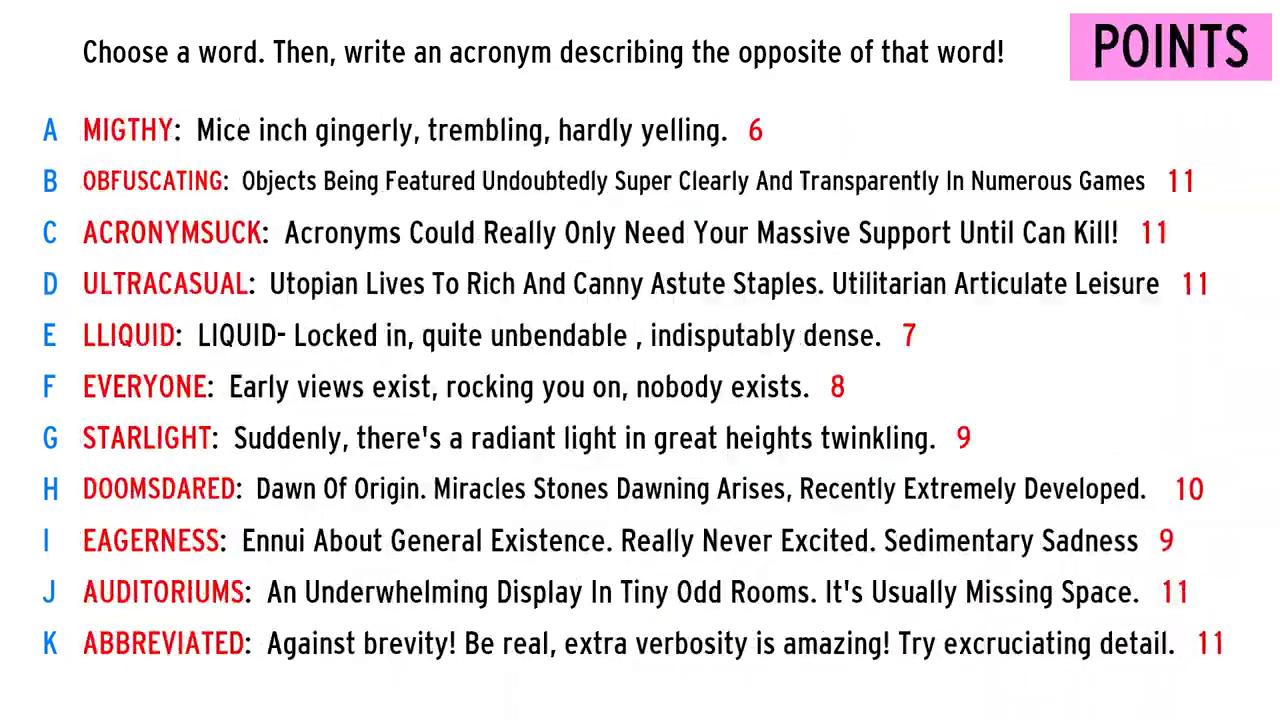 Choose a word. Then, write an acronym describing the opposite of that word!
POINTS
A MIGTHY: Mice inch gingerly, trembling, hardly yelling. 6
B OBFUSCATING: Objects Being Featured Undoubtedly Super Clearly And Transparently In Numerous Games 11
C ACRONYMSUCK: Acronyms Could Really Only Need Your Massive Support Until Can Kill! 11
D ULTRACASUAL: Utopian Lives To Rich And Canny Astute Staples. Utilitarian Articulate Leisure 11
E LLIQUID: LIQUID- Locked in, quite unbendable , indisputably dense. 7
F EVERYONE: Early views exist, rocking you on, nobody exists. 8
G STARLIGHT: Suddenly, there's a radiant light in great heights twinkling. 9
H DOOMSDARED: Dawn Of Origin. Miracles Stones Dawning Arises, Recently Extremely Developed. 10
I EAGERNESS: Ennui About General Existence. Really Never Excited. Sedimentary Sadness 9
J AUDITORIUMS: An Underwhelming Display In Tiny Odd Rooms. It's Usually Missing Space. 11
K ABBREVIATED: Against brevity! Be real, extra verbosity is amazing! Try excruciating detail. 11